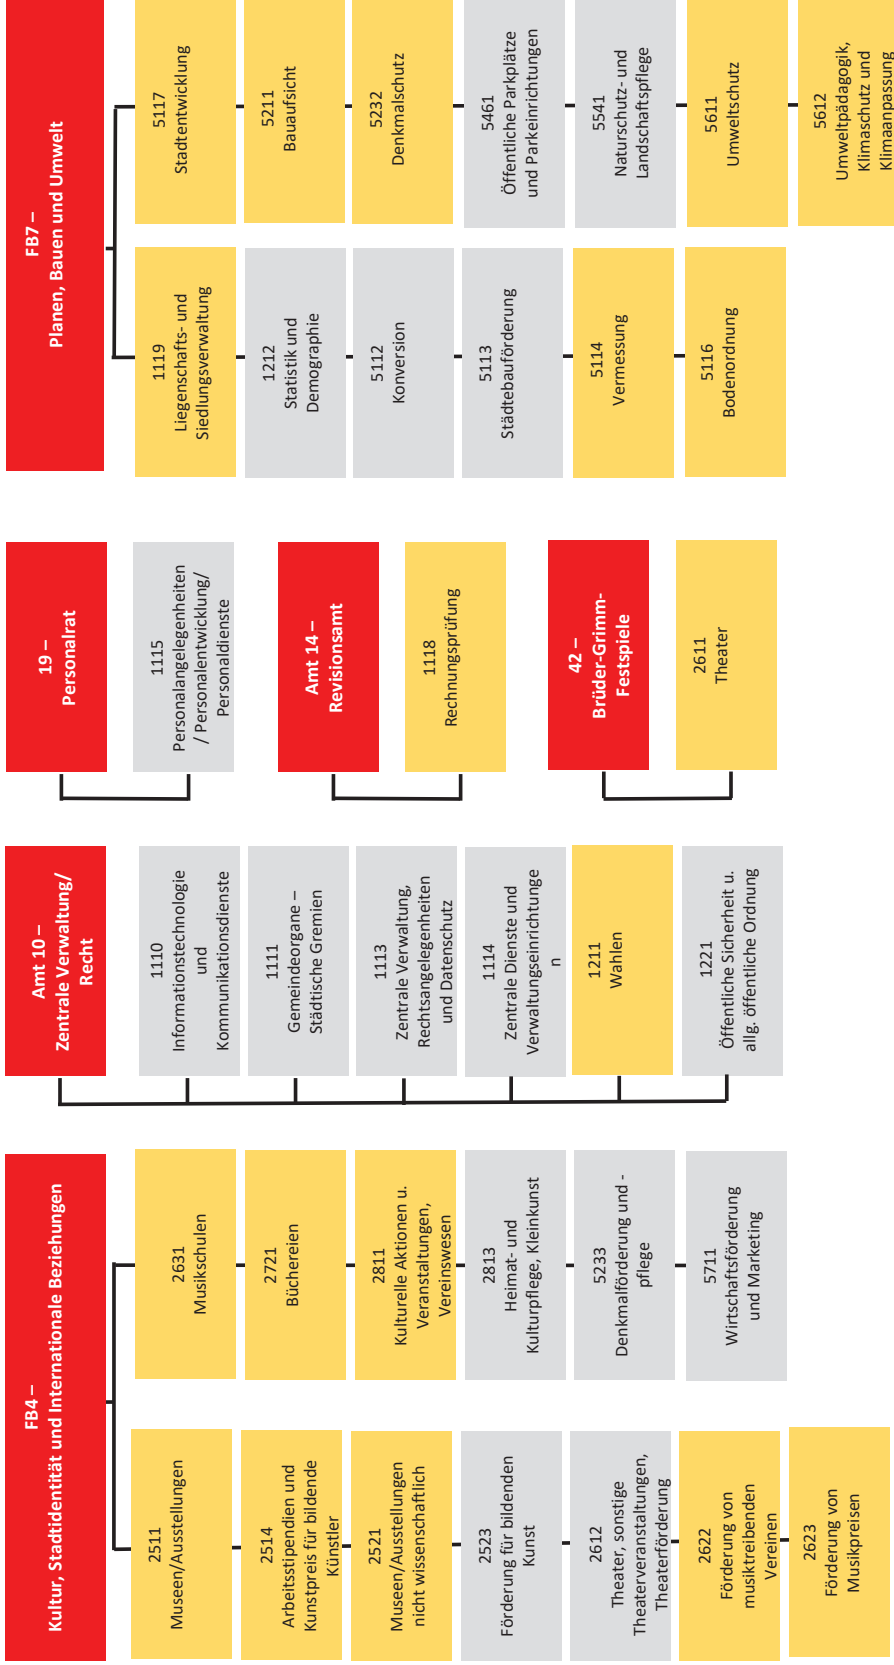 FB4 –
Kultur, Stadtidentität und Internationale Beziehungen
2511
Museen/Ausstellungen
2514
Arbeitsstipendien und
Kunstpreis für bildende
Künstler
2521
Museen/Ausstellungen
nicht wissenschaftlich
2523
Förderung für bildenden
Kunst
2612
Theater, sonstige
Theaterveranstaltungen,
Theaterförderung
2622
Förderung von
musiktreibenden
Vereinen
2623
Förderung von
Musikpreisen
2631
Musikschulen
2721
Büchereien
2811
Kulturelle Aktionen u.
Veranstaltungen,
Vereinswesen
2813
Heimat- und
Kulturpflege, Kleinkunst
5233
Denkmalförderung und -
pflege
5711
Wirtschaftsförderung
und Marketing
Amt 10 –
Zentrale Verwaltung/
Recht
1110
Informationstechnologie
und
Kommunikationsdienste
1111
Gemeindeorgane –
Städtische Gremien
1113
Zentrale Verwaltung,
Rechtsangelegenheiten
und Datenschutz
1114
Zentrale Dienste und
Verwaltungseinrichtunge
n
1211
Wahlen
1221
Öffentliche Sicherheit u.
allg. öffentliche Ordnung
19 –
Personalrat
1115
Personalangelegenheiten
/ Personalentwicklung/
Personaldienste
Amt 14 –
Revisionsamt
1118
Rechnungsprüfung
42 –
Brüder-Grimm-
Festspiele
2611
Theater
FB7 –
Planen, Bauen und Umwelt
1119
Liegenschafts- und
Siedlungsverwaltung
1212
Statistik und
Demographie
5112
Konversion
5113
Städtebauförderung
5114
Vermessung
5116
Bodenordnung
5117
Stadtentwicklung
5211
Bauaufsicht
5232
Denkmalschutz
5461
Öffentliche Parkplätze
und Parkeinrichtungen
5541
Naturschutz- und
Landschaftspflege
5611
Umweltschutz
5612
Umweltpädagogik,
Klimaschutz und
Klimaanpassung